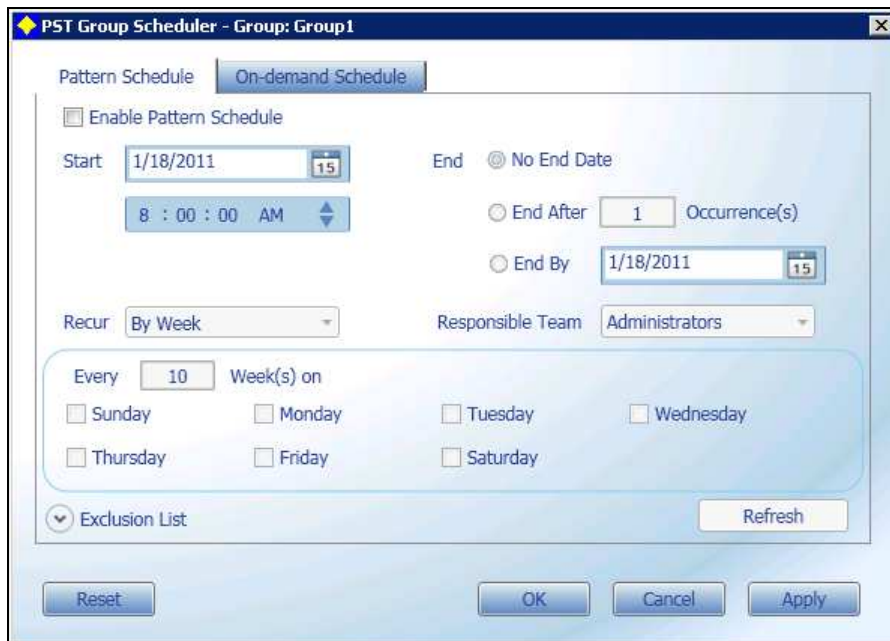 PST Group Scheduler - Group: Group1
Pattern Schedule On-demand Schedule
Enable Pattern Schedule
Start 1/18/2011 15 End No End Date
8 : 00 : 00 AM End After 1 Occurrence(s)
End By 1/18/2011 15
Recur By Week Responsible Team Administrators
Every 10 Week(s) on
Sunday Monday Tuesday Wednesday
Thursday Friday Saturday
Exclusion List Refresh
Reset OK Cancel Apply